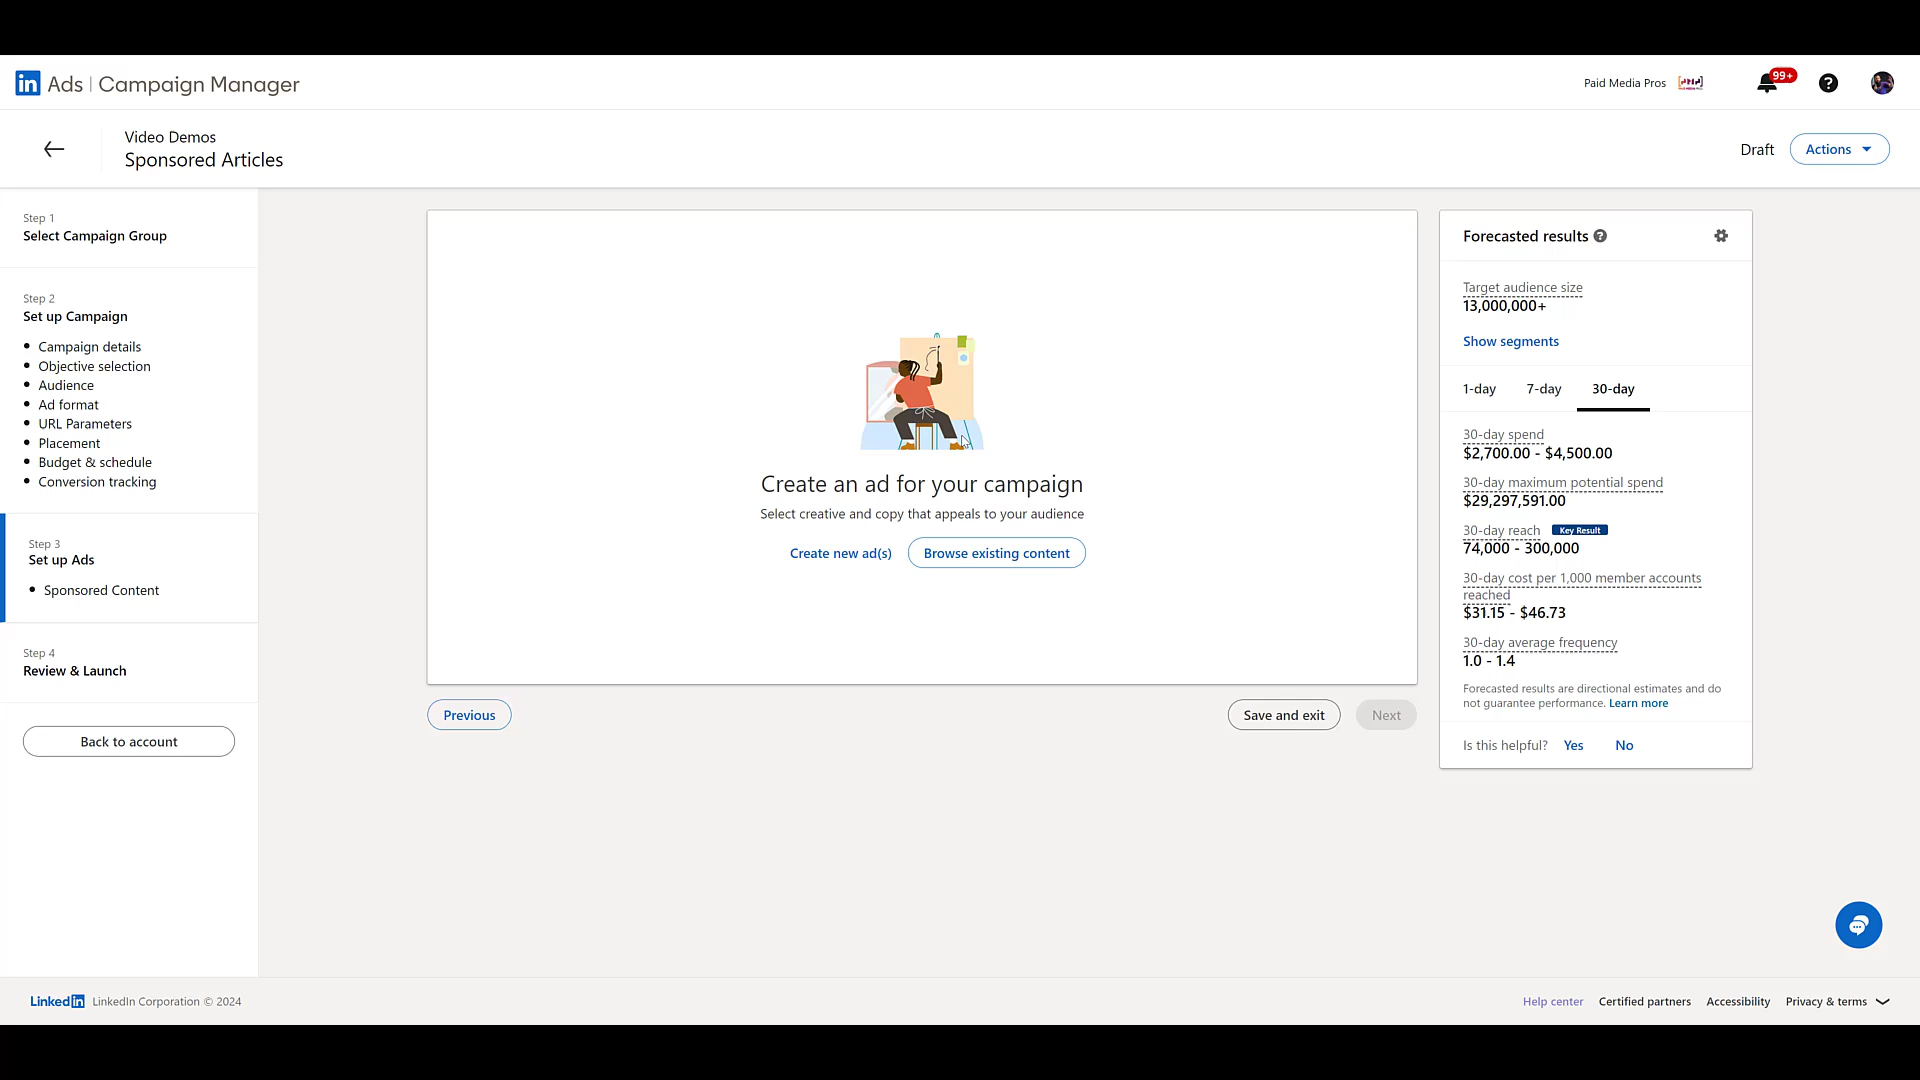 in Ads | Campaign Manager
Paid Media Pros
99+
Video Demos
Sponsored Articles
Draft
Actions
Step 1
Select Campaign Group
Step 2
Set up Campaign
Campaign details
Objective selection
Audience
Ad format
URL Parameters
Placement
Budget & schedule
Conversion tracking
Step 3
Set up Ads
Sponsored Content
Step 4
Review & Launch
Back to account
Create an ad for your campaign
Select creative and copy that appeals to your audience
Create new ad(s)
Browse existing content
Previous
Save and exit
Next
Forecasted results
Target audience size
13,000,000+
Show segments
1-day 7-day 30-day
30-day spend
$2,700.00 - $4,500.00
30-day maximum potential spend
$29,297,591.00
30-day reach Key Result
74,000 - 300,000
30-day cost per 1,000 member accounts
reached
$31.15 - $46.73
30-day average frequency
1.0 - 1.4
Forecasted results are directional estimates and do
not guarantee performance. Learn more
Is this helpful? Yes No
LinkedIn LinkedIn Corporation © 2024
Help center Certified partners Accessibility Privacy & terms